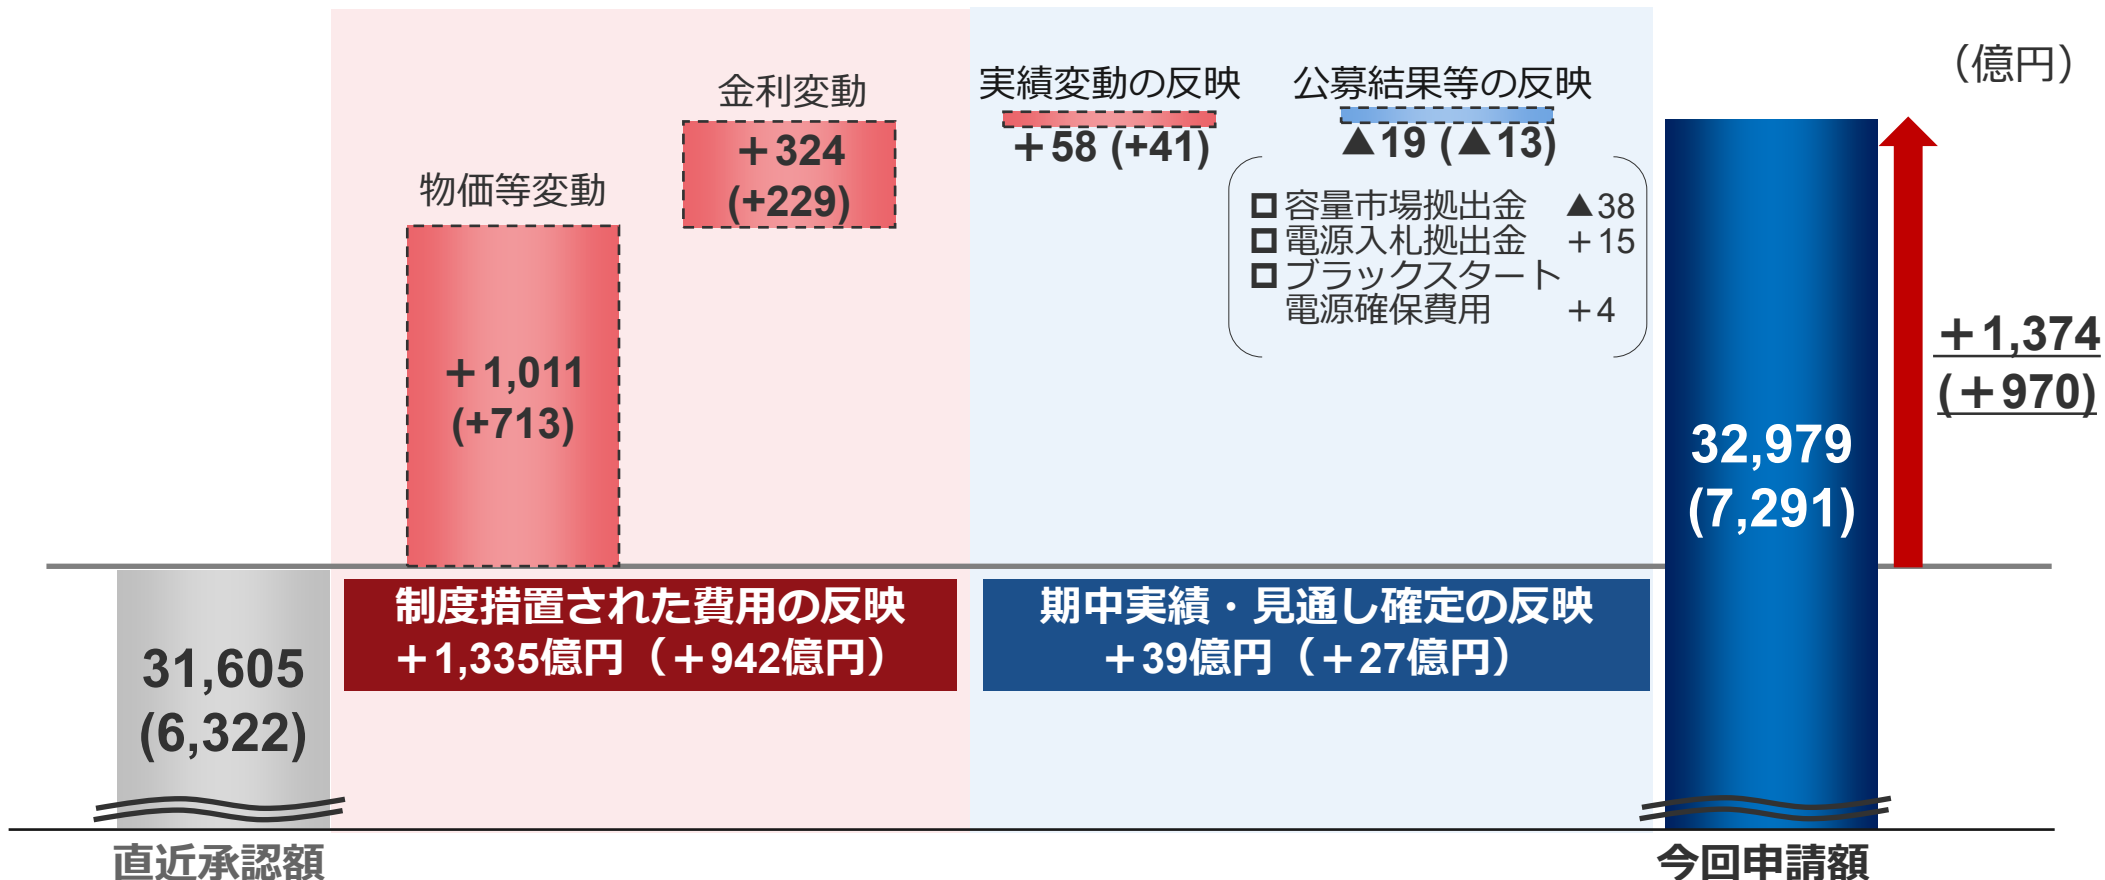 （億円）
金利変動
＋324
(+229)
物価等変動
＋1,011
(+713)
実績変動の反映
＋58 (+41)
公募結果等の反映
▲19 (▲13)
容量市場拠出金 ▲38
電源入札拠出金 ＋15
ブラックスタート
電源確保費用 ＋4
＋1,374
(＋970)
32,979
(7,291)
制度措置された費用の反映
＋1,335億円（＋942億円）
期中実績・見通し確定の反映
＋39億円（＋27億円）
31,605
(6,322)
直近承認額
今回申請額